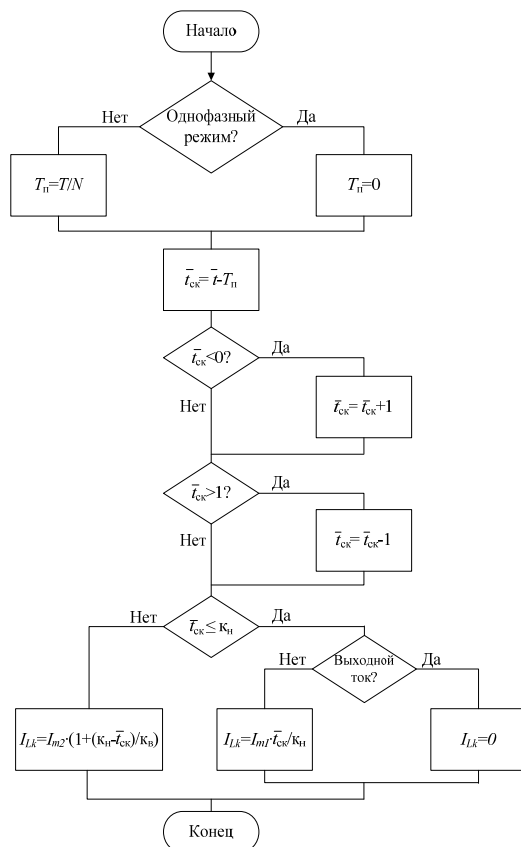 Начало
Однофазный
режим?
Нет
Да
Tп=T/N
Tп=0
t̅ск= t̅-Tп
t̅ск<0?
Да
Нет
t̅ск= t̅ск+1
t̅ск>1?
Да
Нет
t̅ск= t̅ск-1
t̅ск≤ кн
Нет
Да
Выходной
ток?
Нет
Да
ILk=Im2·(1+(кн-t̅ск)/кв)
ILk=Im1·t̅ск/кн
ILk=0
Конец